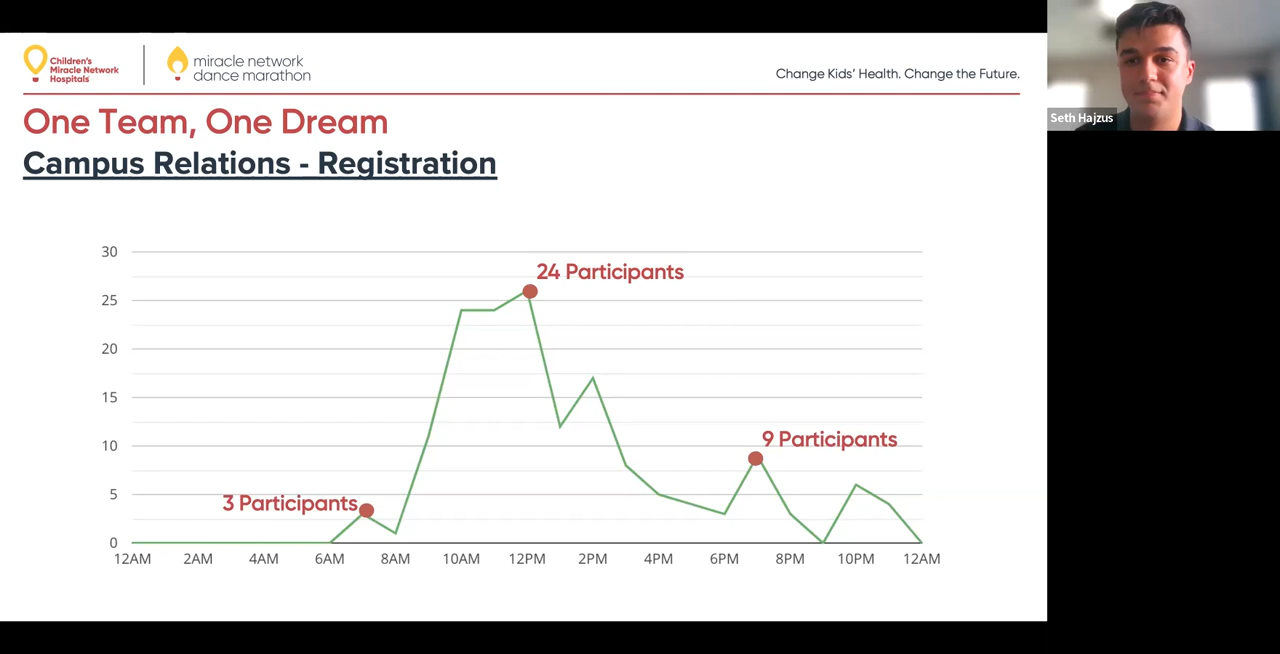 Children's
Miracle Network
Hospitals
miracle network
dance marathon
Change Kids' Health. Change the Future.
Seth Hajzus
One Team, One Dream
Campus Relations - Registration
30
24 Participants
25
20
15
10
9 Participants
5
3 Participants
0
12AM 2AM 4AM 6AM 8AM 10AM 12PM 2PM 4PM 6PM 8PM 10PM 12AM